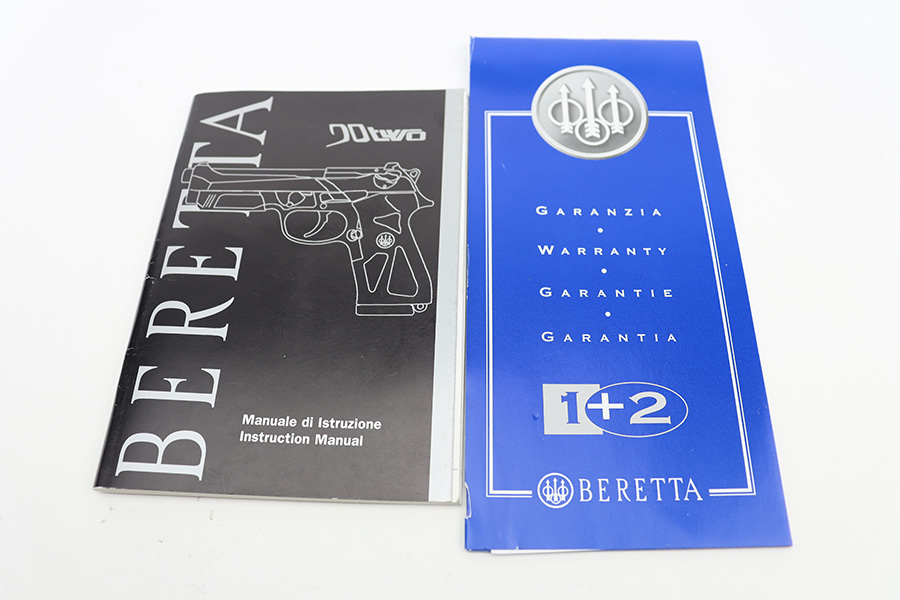 BERETTA
90two
Manuale di Istruzione
Instruction Manual
GARANZIA
•
WARRANTY
•
GARANTIE
•
GARANTIA
1+2
BERETTA